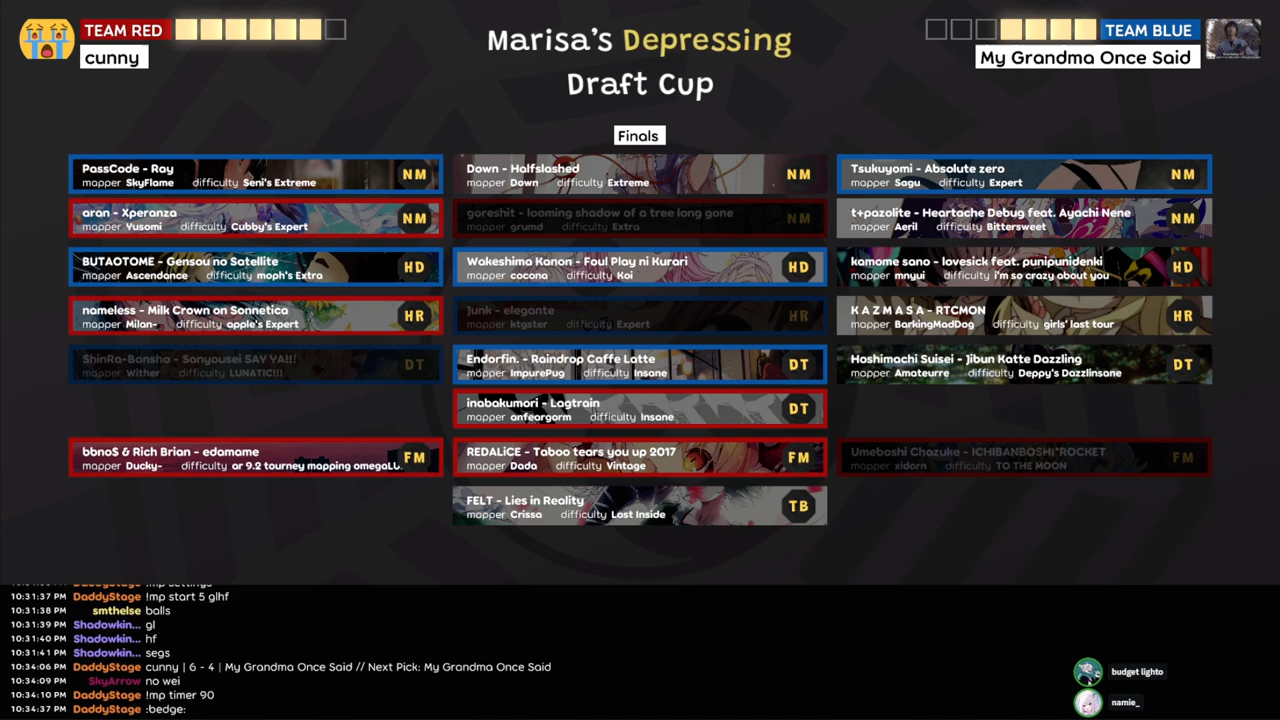 TEAM RED
cunny
Marisa's Depressing
Draft Cup
TEAM BLUE
My Grandma Once Said
Finals
PassCode - Ray
mapper SkyFlame difficulty Seni's Extreme
NM
Down - Halfslashed
mapper Down difficulty Extreme
NM
Tsukuyomi - Absolute zero
mapper Sagu difficulty Expert
NM
aran - Xperanza
mapper Yusomi difficulty Cubby's Expert
NM
goreshit - looming shadow of a tree long gone
mapper grumd difficulty Extra
NM
t+pazolite - Heartache Debug feat. Ayachi Nene
mapper Aeril difficulty Bittersweet
NM
BUTAOTOME - Gensou no Satellite
mapper Ascendance difficulty moph's Extra
HD
Wakeshima Kanon - Foul Play ni Kurari
mapper cocona difficulty Koi
HD
kamome sano - lovesick feat. punipunidenki
mapper mnyui difficulty i'm so crazy about you
HD
nameless - Milk Crown on Sonnetica
mapper Milan- difficulty apple's Expert
HR
Junk - elegante
mapper ktgster difficulty Expert
HR
K A Z M A S A - RTCMON
mapper BarkingMadDog difficulty girls' last tour
HR
ShinRa-Bansho - Sanyousei SAY YA!!!
mapper Wither difficulty LUNATIC!!!
DT
Endorfin. - Raindrop Caffe Latte
mapper ImpurePug difficulty Insane
DT
Hoshimachi Suisei - Jibun Katte Dazzling
mapper Amateurre difficulty Deppy's Dazzlinsane
DT
inabakumori - Lagtrain
mapper anfeargorm difficulty Insane
DT
bbno$ & Rich Brian - edamame
mapper Ducky- difficulty ar 9.2 tourney mapping omegaLU.
FM
REDALiCE - Taboo tears you up 2017
mapper Dada difficulty Vintage
FM
Umeboshi Chazuke - ICHIBANBOSHI*ROCKET
mapper xidorn difficulty TO THE MOON
FM
FELT - Lies in Reality
mapper Crissa difficulty Lost Inside
TB
DaddyStage !mp settings
10:31:37 PM DaddyStage !mp start 5 glhf
10:31:38 PM smthelse balls
10:31:39 PM Shadowkin... gl
10:31:40 PM Shadowkin... hf
10:31:41 PM Shadowkin... segs
10:34:06 PM DaddyStage cunny | 6 - 4 | My Grandma Once Said // Next Pick: My Grandma Once Said
10:34:09 PM SkyArrow no wei
10:34:10 PM DaddyStage !mp timer 90
10:34:37 PM DaddyStage :bedge:
budget lighto
namie_